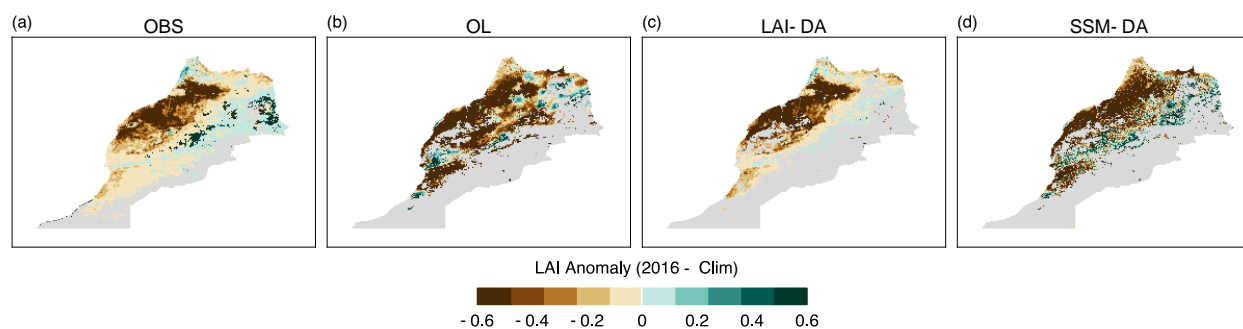 (a) OBS (b) OL (c) LAI- DA (d) SSM- DA
LAI Anomaly (2016 - Clim)
- 0.6 - 0.4 - 0.2 0 0.2 0.4 0.6